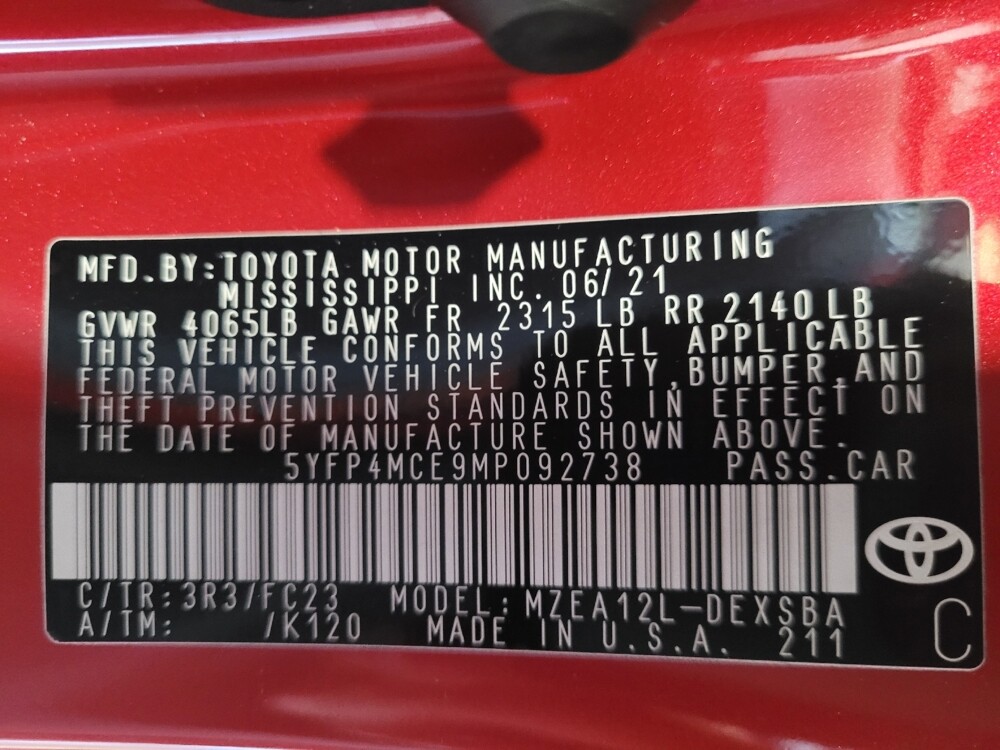 MFD.BY:TOYOTA MOTOR MANUFACTURING
MISSISSIPPI INC. 06/21
GVWR 4065LB GAWR FR 2315 LB RR 2140 LB
THIS VEHICLE CONFORMS TO ALL APPLICABLE
FEDERAL MOTOR VEHICLE SAFETY,BUMPER,AND
THEFT PREVENTION STANDARDS IN EFFECT ON
THE DATE OF MANUFACTURE SHOWN ABOVE.
5YFP4MCE9MP092738 PASS.CAR
C/TR:3R3/FC23 MODEL:MZEA12L-DEXSBA
A/TM: /K120 MADE IN U.S.A. 211
C